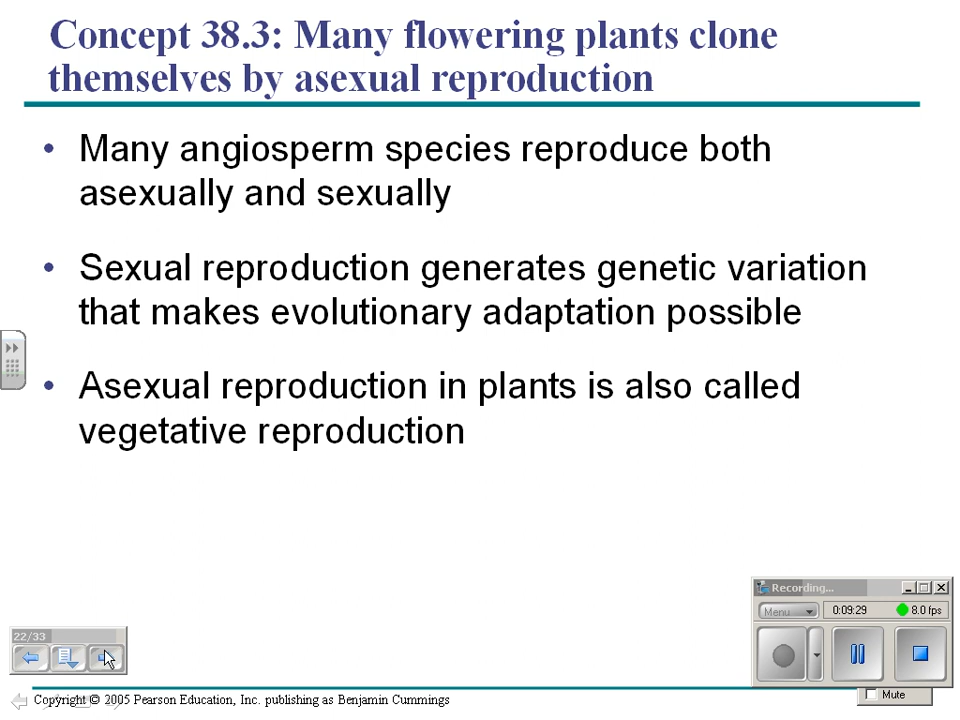 Concept 38.3: Many flowering plants clone
themselves by asexual reproduction
• Many angiosperm species reproduce both
asexually and sexually
• Sexual reproduction generates genetic variation
that makes evolutionary adaptation possible
• Asexual reproduction in plants is also called
vegetative reproduction
Recording...
Menu
0:09:29
8.0 fps
22/33
Mute
Copyright © 2005 Pearson Education, Inc. publishing as Benjamin Cummings